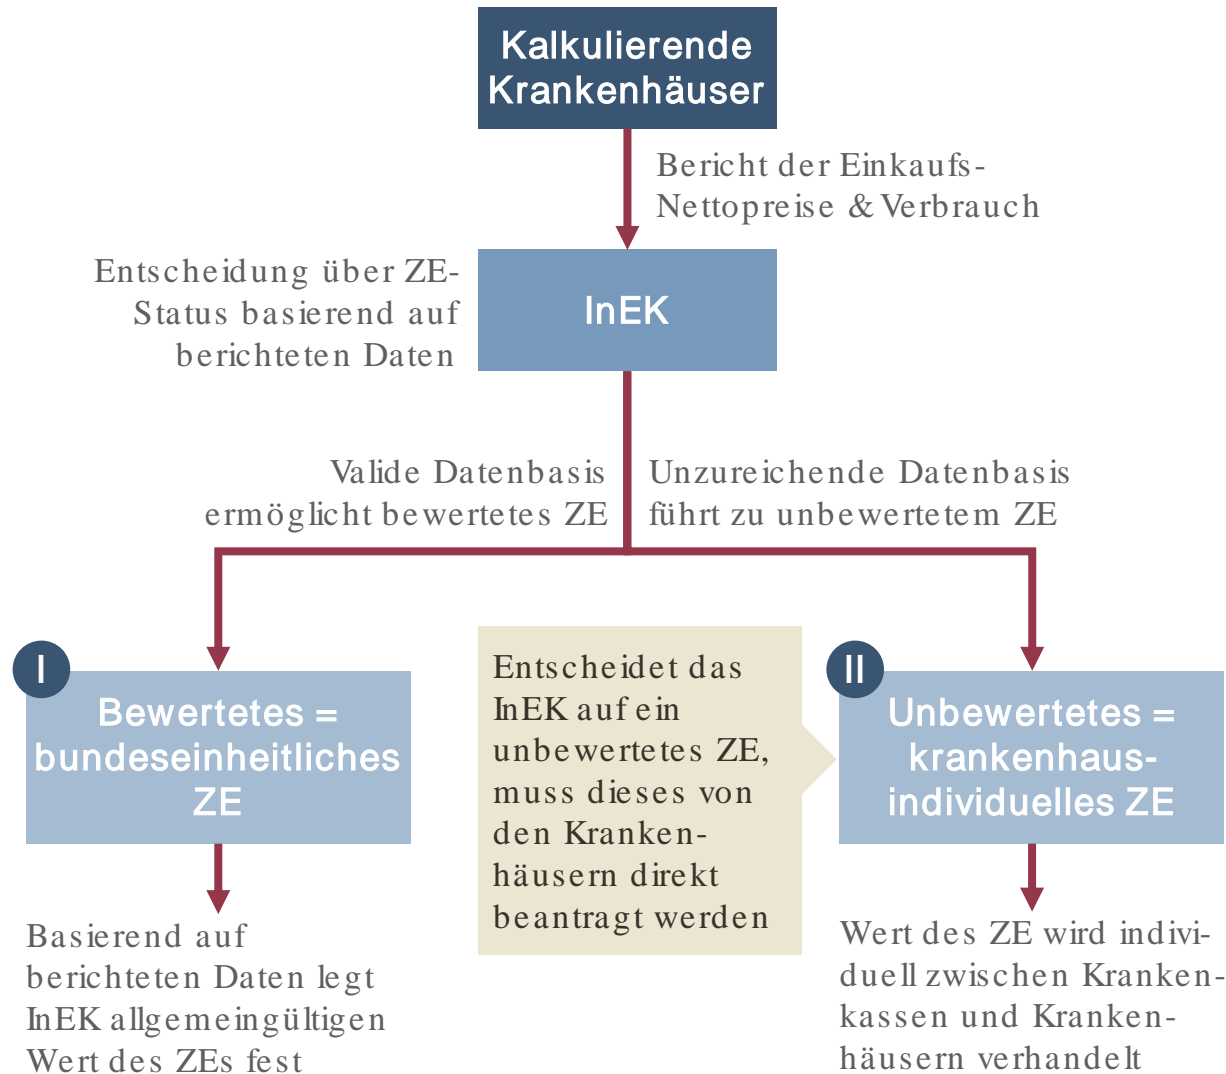 Kalkulierende
Krankenhäuser
Bericht der Einkaufs-
Nettopreise & Verbrauch
Entscheidung über ZE-
Status basierend auf
berichteten Daten
InEK
Valide Datenbasis
ermöglicht bewertetes ZE
Unzureichende Datenbasis
führt zu unbewertetem ZE
I
Bewertetes =
bundeseinheitliches
ZE
Entscheidet das
InEK auf ein
unbewertetes ZE,
muss dieses von
den Kranken-
häusern direkt
beantragt werden
II
Unbewertetes =
krankenhaus-
individuelles ZE
Basierend auf
berichteten Daten legt
InEK allgemeingültigen
Wert des ZEs fest
Wert des ZE wird indivi-
duell zwischen Kranken-
kassen und Kranken-
häusern verhandelt